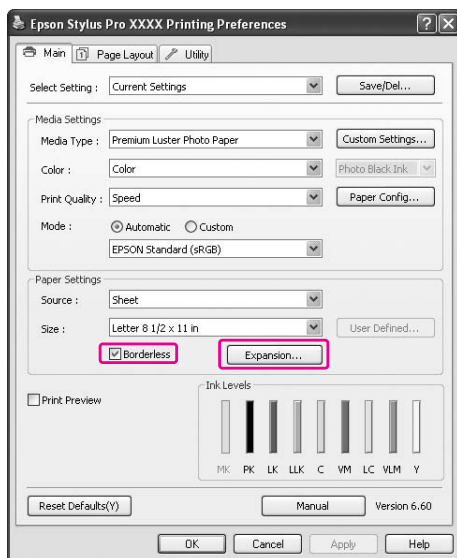 Epson Stylus Pro XXXX Printing Preferences
Main Page Layout Utility
Select Setting : Current Settings Save/Del...
Media Settings
Media Type : Premium Luster Photo Paper Custom Settings...
Color : Color Photo Black Ink
Print Quality : Speed Paper Config...
Mode : Automatic Custom
EPSON Standard (sRGB)
Paper Settings
Source : Sheet
Size : Letter 8 1/2 x 11 in User Defined...
Borderless Expansion...
Print Preview
Ink Levels
MK PK LK LLK C VM LC VLM Y
Reset Defaults(Y) Manual Version 6.60
OK Cancel Apply Help